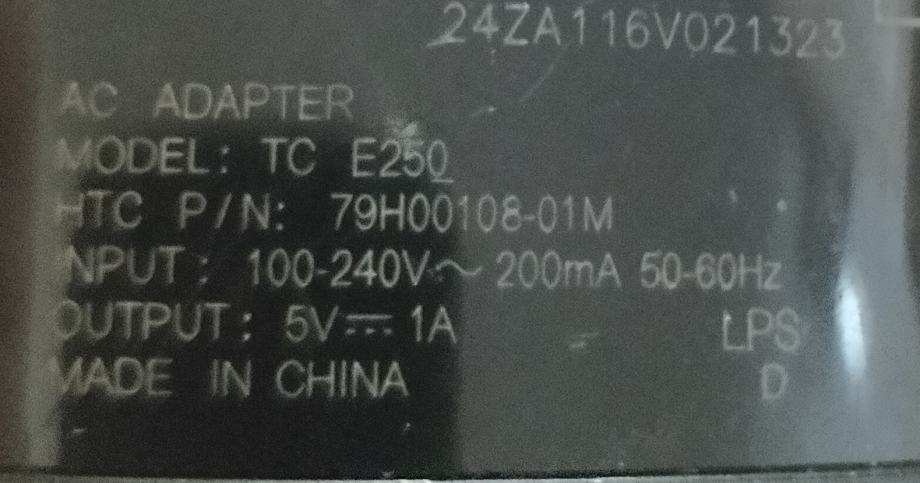 24ZA116V021323
AC ADAPTER
MODEL: TC E250
HTC P/N: 79H00108-01M
INPUT: 100-240V~ 200mA 50-60Hz
OUTPUT: 5V⎓1A LPS
MADE IN CHINA D